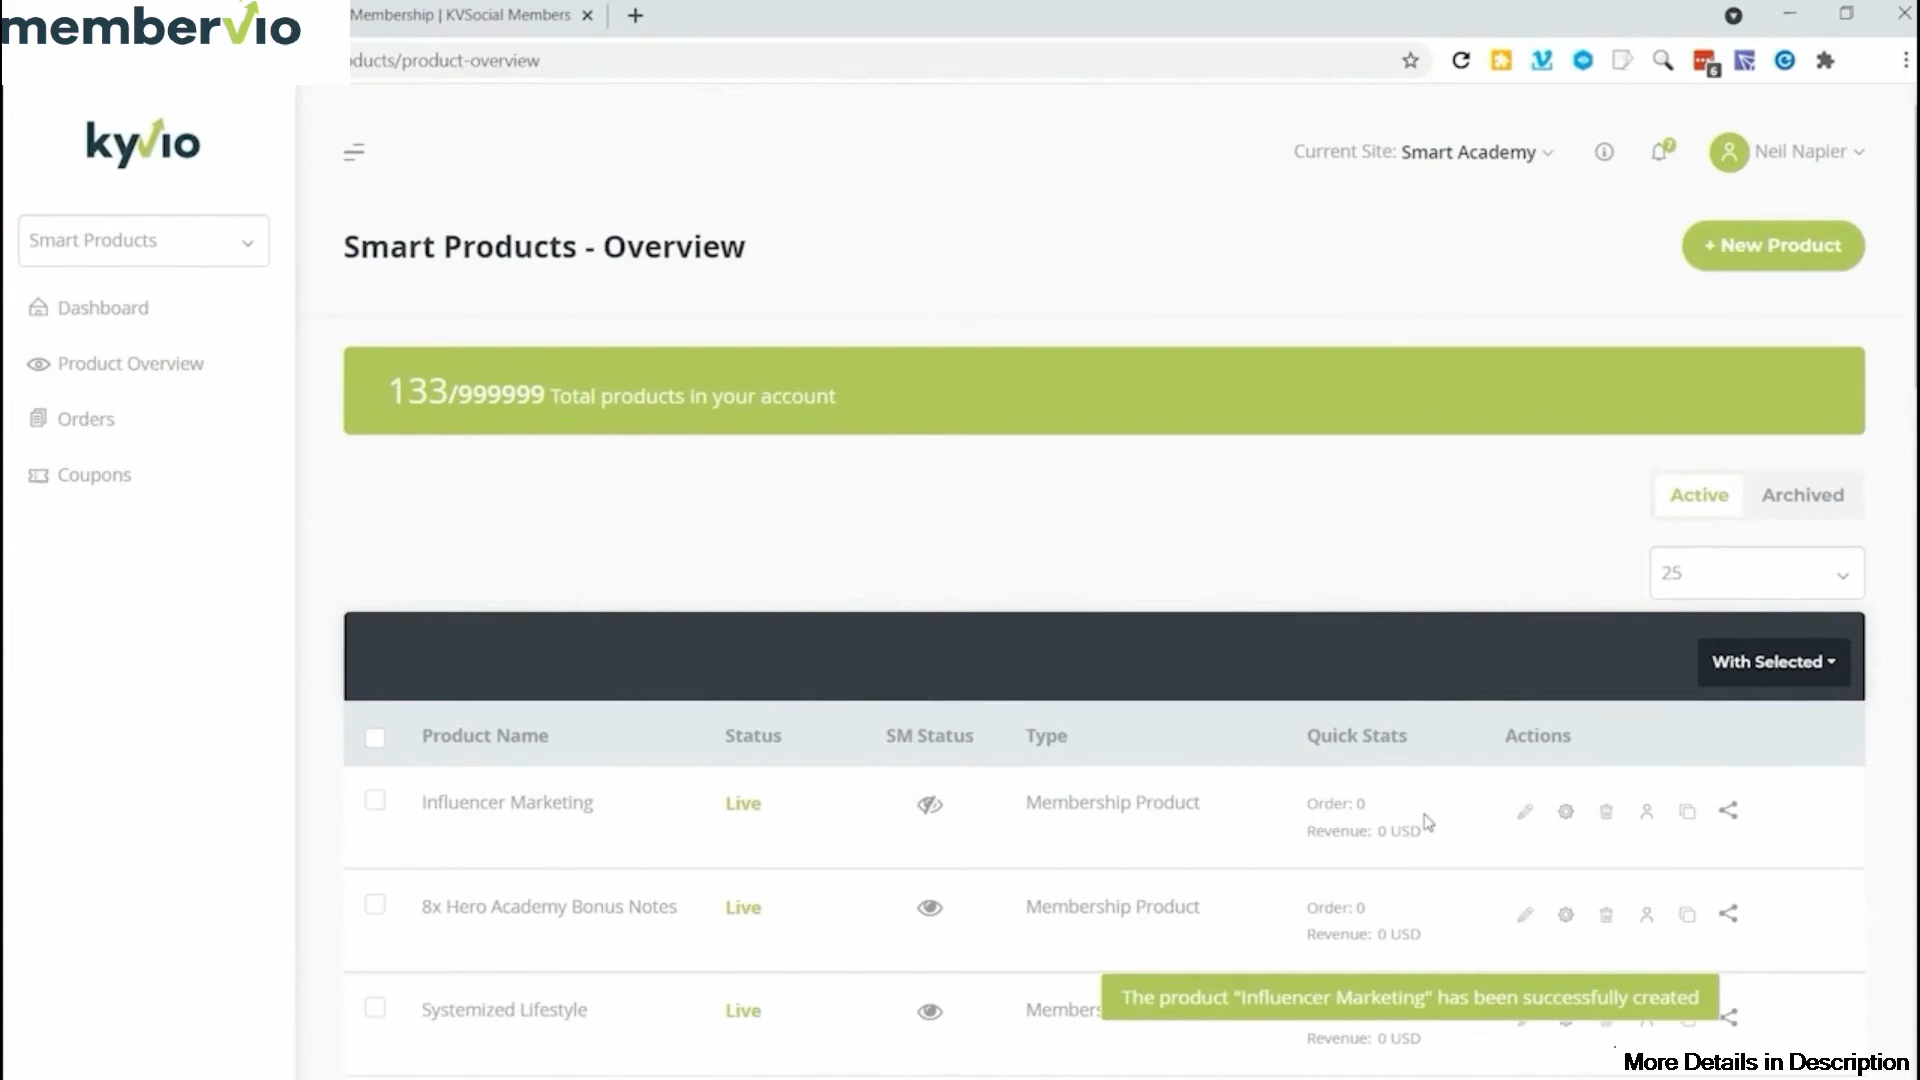 membervio
Membership | KVSocial Members
ducts/product-overview
6
kyvio
Current Site: Smart Academy
7
Neil Napier
Smart Products
Smart Products - Overview
+ New Product
Dashboard
Product Overview
Orders
Coupons
133/999999 Total products in your account
Active Archived
25
With Selected
Product Name Status SM Status Type Quick Stats Actions
Influencer Marketing Live Membership Product Order: 0
Revenue: 0 USD
8x Hero Academy Bonus Notes Live Membership Product Order: 0
Revenue: 0 USD
Systemized Lifestyle Live Members
The product "Influencer Marketing" has been successfully created
Revenue: 0 USD
More Details in Description